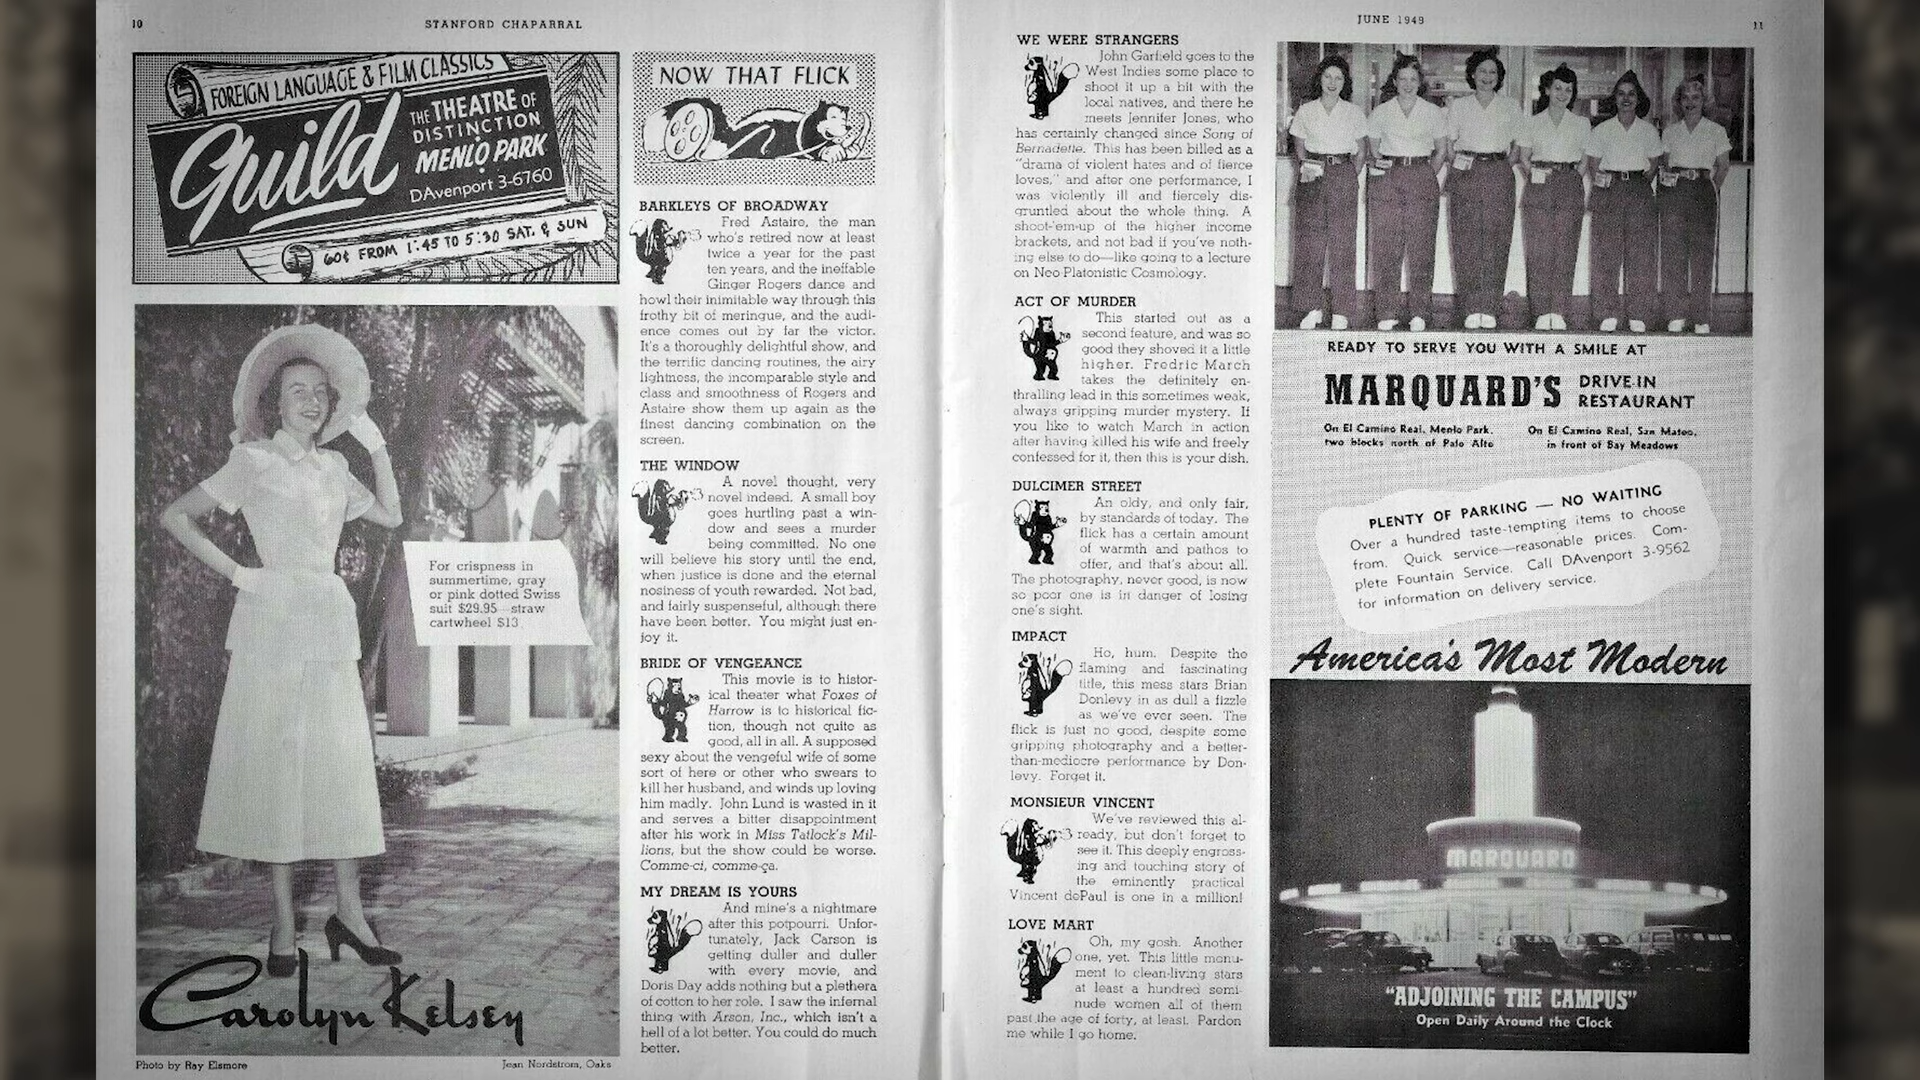 10
STANFORD CHAPARRAL
FOREIGN LANGUAGE & FILM CLASSICS
Guild
THE THEATRE OF
DISTINCTION
MENLO PARK
DAvenport 3-6760
60¢ FROM 1:45 TO 5:30 SAT. & SUN
For crispness in
summertime, gray
or pink dotted Swiss
suit $29.95—straw
cartwheel $13
Carolyn Kelsey
Photo by Ray Elsmore
Jean Nordstrom, Oaks
NOW THAT FLICK
BARKLEYS OF BROADWAY
Fred Astaire, the man
who's retired now at least
twice a year for the past
ten years, and the ineffable
Ginger Rogers dance and
howl their inimitable way through this
frothy bit of meringue, and the audi-
ence comes out by far the victor.
It's a thoroughly delightful show, and
the terrific dancing routines, the airy
lightness, the incomparable style and
class and smoothness of Rogers and
Astaire show them up again as the
finest dancing combination on the
screen.
THE WINDOW
A novel thought, very
novel indeed. A small boy
goes hurtling past a win-
dow and sees a murder
being committed. No one
will believe his story until the end,
when justice is done and the eternal
nosiness of youth rewarded. Not bad,
and fairly suspenseful, although there
have been better. You might just en-
joy it.
BRIDE OF VENGEANCE
This movie is to histor-
ical theater what Foxes of
Harrow is to historical fic-
tion, though not quite as
good, all in all. A supposed
sexy about the vengeful wife of some
sort of here or other who swears to
kill her husband, and winds up loving
him madly. John Lund is wasted in it
and serves a bitter disappointment
after his work in Miss Tatlock's Mil-
lions, but the show could be worse.
Comme-ci, comme-ça.
MY DREAM IS YOURS
And mine's a nightmare
after this potpourri. Unfor-
tunately, Jack Carson is
getting duller and duller
with every movie, and
Doris Day adds nothing but a plethera
of cotton to her role. I saw the infernal
thing with Arson, Inc., which isn't a
hell of a lot better. You could do much
better.
JUNE 1949
11
WE WERE STRANGERS
John Garfield goes to the
West Indies some place to
shoot it up a bit with the
local natives, and there he
meets Jennifer Jones, who
has certainly changed since Song of
Bernadette. This has been billed as a
"drama of violent hates and of fierce
loves," and after one performance, I
was violently ill and fiercely dis-
gruntled about the whole thing. A
shoot-'em-up of the higher income
brackets, and not bad if you've noth-
ing else to do—like going to a lecture
on Neo Platonistic Cosmology.
ACT OF MURDER
This started out as a
second feature, and was so
good they shoved it a little
higher. Fredric March
takes the definitely en-
thralling lead in this sometimes weak,
always gripping murder mystery. If
you like to watch March in action
after having killed his wife and freely
confessed for it, then this is your dish.
DULCIMER STREET
An oldy, and only fair,
by standards of today. The
flick has a certain amount
of warmth and pathos to
offer, and that's about all.
The photography, never good, is now
so poor one is in danger of losing
one's sight.
IMPACT
Ho, hum. Despite the
flaming and fascinating
title, this mess stars Brian
Donlevy in as dull a fizzle
as we've ever seen. The
flick is just no good, despite some
gripping photography and a better-
than-mediocre performance by Don-
levy. Forget it.
MONSIEUR VINCENT
We've reviewed this al-
ready, but don't forget to
see it. This deeply engross-
ing and touching story of
the eminently practical
Vincent dePaul is one in a million!
LOVE MART
Oh, my gosh. Another
one, yet. This little monu-
ment to clean-living stars
at least a hundred semi-
nude women all of them
past the age of forty, at least. Pardon
me while I go home.
READY TO SERVE YOU WITH A SMILE AT
MARQUARD'S
DRIVE-IN
RESTAURANT
On El Camino Real, Menlo Park,
two blocks north of Palo Alto
On El Camino Real, San Mateo,
in front of Bay Meadows
PLENTY OF PARKING — NO WAITING
Over a hundred taste-tempting items to choose
from. Quick service—reasonable prices. Com-
plete Fountain Service. Call DAvenport 3-9562
for information on delivery service.
America's Most Modern
MARQUARD
"ADJOINING THE CAMPUS"
Open Daily Around the Clock